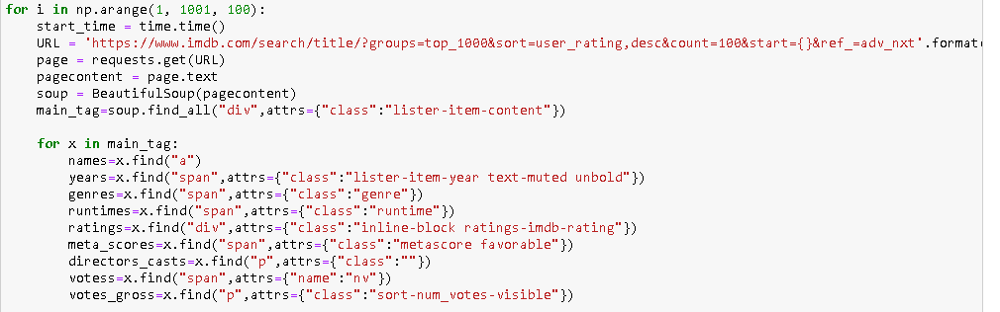 for i in np.arange(1, 1001, 100):
    start_time = time.time()
    URL = 'https://www.imdb.com/search/title/?groups=top_1000&sort=user_rating,desc&count=100&start={}&ref_=adv_nxt'.format(
    page = requests.get(URL)
    pagecontent = page.text
    soup = BeautifulSoup(pagecontent)
    main_tag=soup.find_all("div",attrs={"class":"lister-item-content"})

    for x in main_tag:
        names=x.find("a")
        years=x.find("span",attrs={"class":"lister-item-year text-muted unbold"})
        genres=x.find("span",attrs={"class":"genre"})
        runtimes=x.find("span",attrs={"class":"runtime"})
        ratings=x.find("div",attrs={"class":"inline-block ratings-imdb-rating"})
        meta_scores=x.find("span",attrs={"class":"metascore favorable"})
        directors_casts=x.find("p",attrs={"class":""})
        votess=x.find("span",attrs={"name":"nv"})
        votes_gross=x.find("p",attrs={"class":"sort-num_votes-visible"})